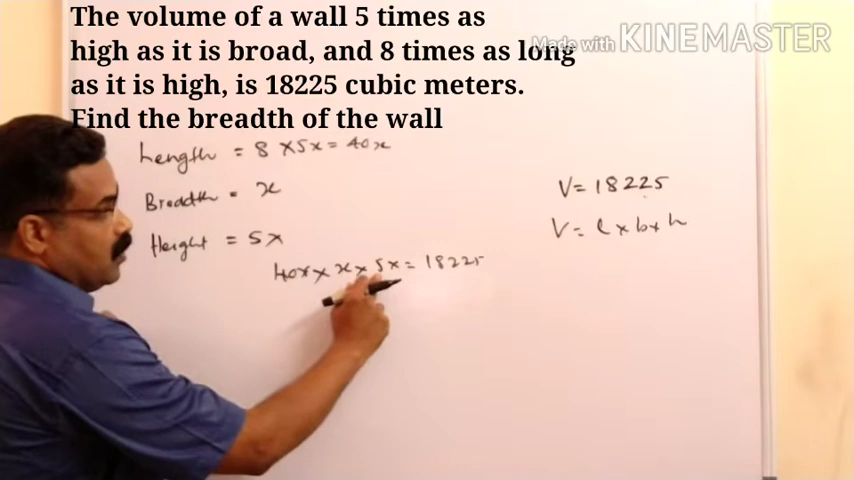 The volume of a wall 5 times as
high as it is broad, and 8 times as long
as it is high, is 18225 cubic meters.
Find the breadth of the wall
Made with KINEMASTER
Length = 8 × 5x = 40x
Breadth = x
Height = 5x
40x × x × 5x = 18225
V = 18225
V = l × b × h